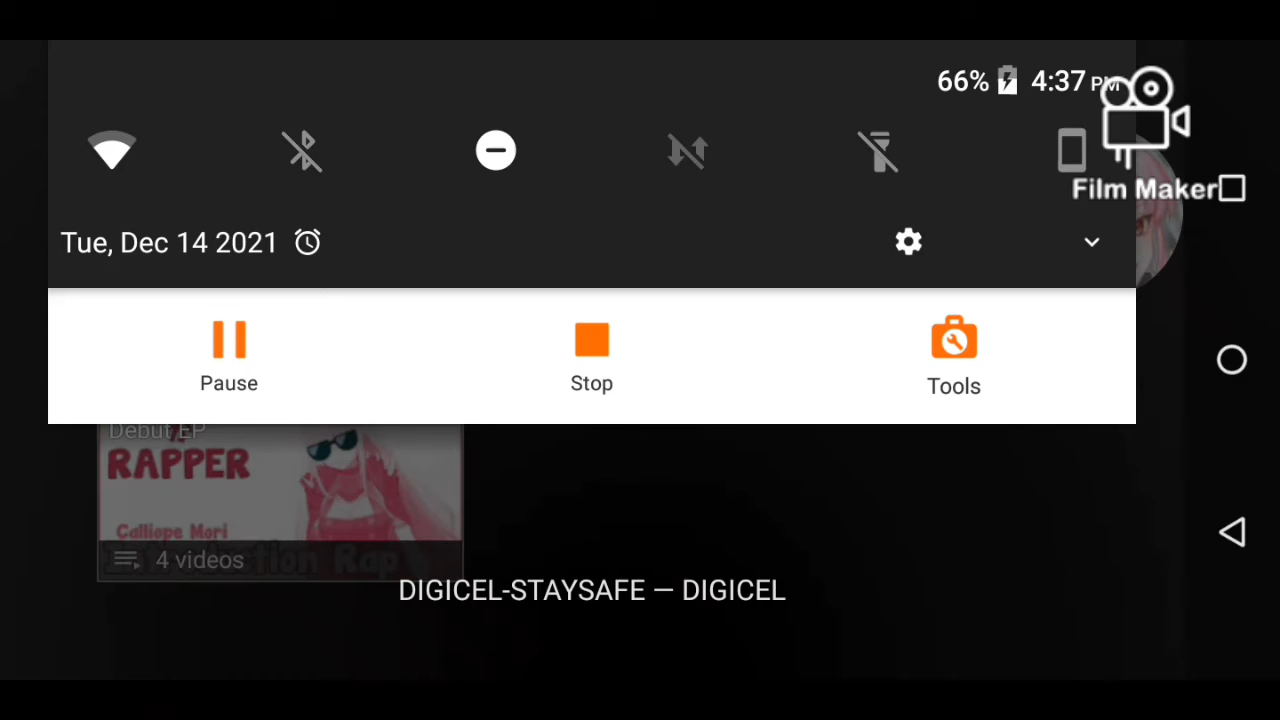 66% 4:37 PM
Film Maker
Tue, Dec 14 2021
Pause
Stop
Tools
Debut EP
RAPPER
Calliope Mori
4 videos
Rap
DIGICEL-STAYSAFE — DIGICEL